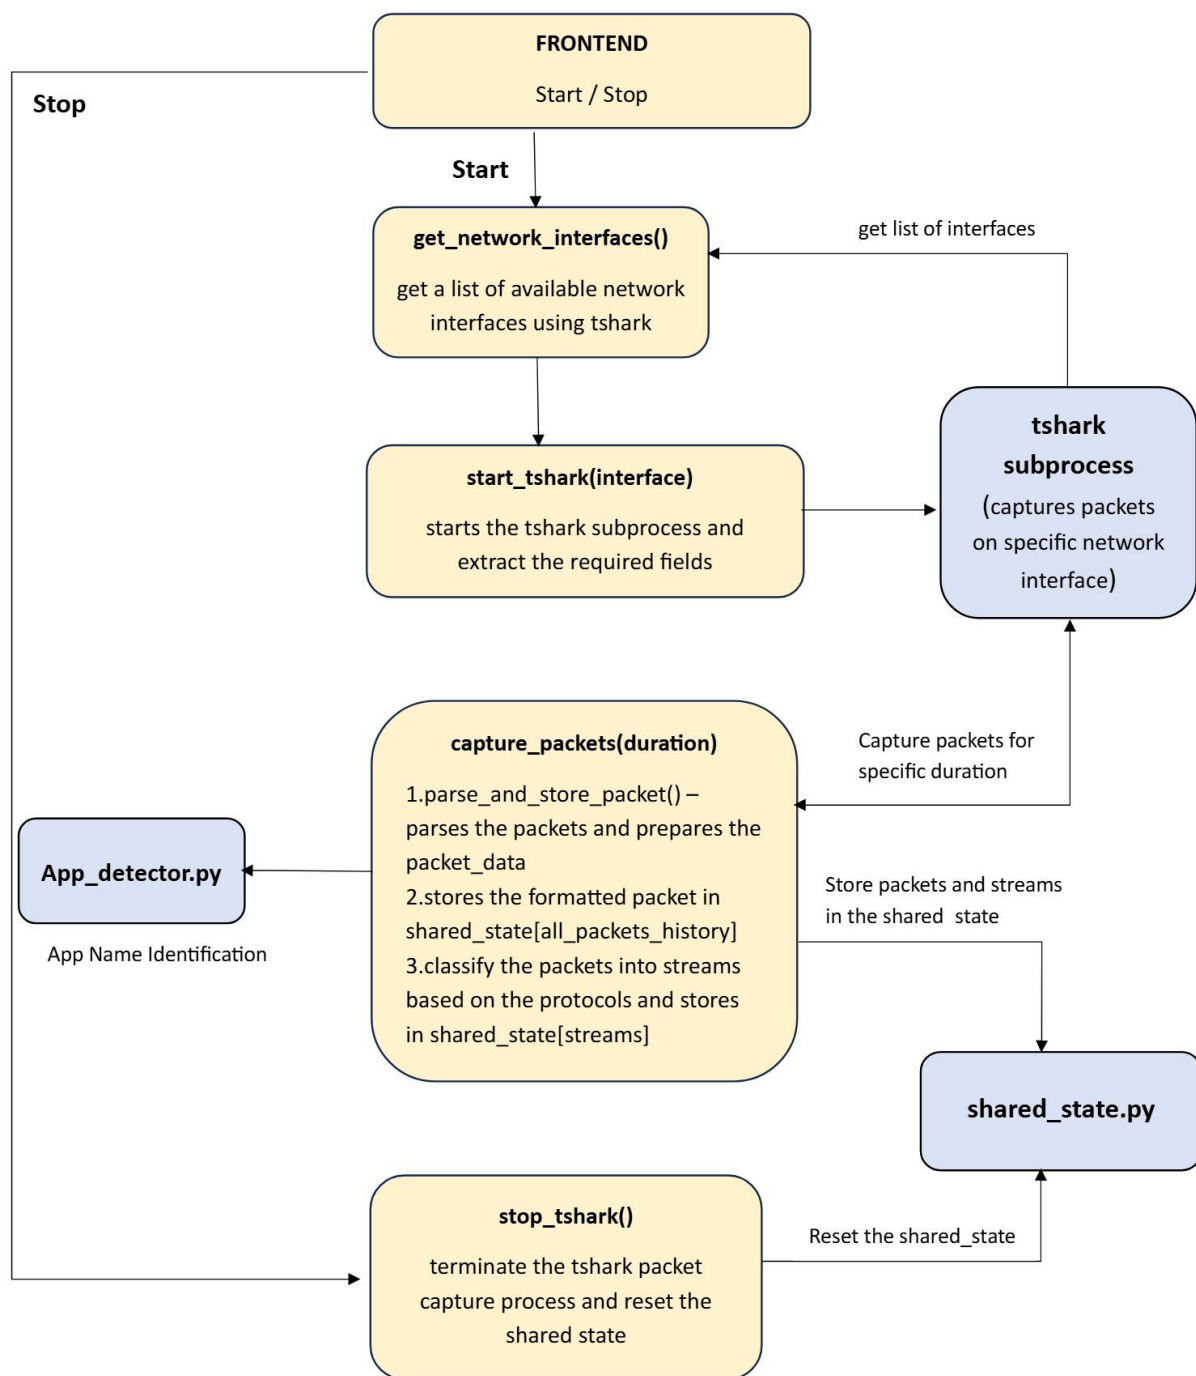 FRONTEND
Start / Stop
Stop
Start
get_network_interfaces()
get a list of available network
interfaces using tshark
get list of interfaces
tshark
subprocess
(captures packets
on specific network
interface)
start_tshark(interface)
starts the tshark subprocess and
extract the required fields
capture_packets(duration)
1.parse_and_store_packet() –
parses the packets and prepares the
packet_data
2.stores the formatted packet in
shared_state[all_packets_history]
3.classify the packets into streams
based on the protocols and stores
in shared_state[streams]
Capture packets for
specific duration
App_detector.py
App Name Identification
Store packets and streams
in the shared state
shared_state.py
stop_tshark()
terminate the tshark packet
capture process and reset the
shared state
Reset the shared_state